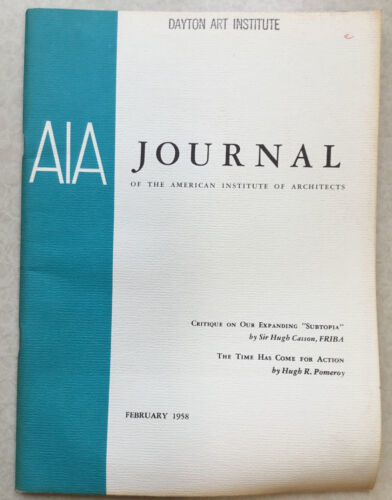 DAYTON ART INSTITUTE
AIA
JOURNAL
OF THE AMERICAN INSTITUTE OF ARCHITECTS
CRITIQUE ON OUR EXPANDING "SUBTOPIA"
by Sir Hugh Casson, FRIBA
THE TIME HAS COME FOR ACTION
by Hugh R. Pomeroy
FEBRUARY 1958